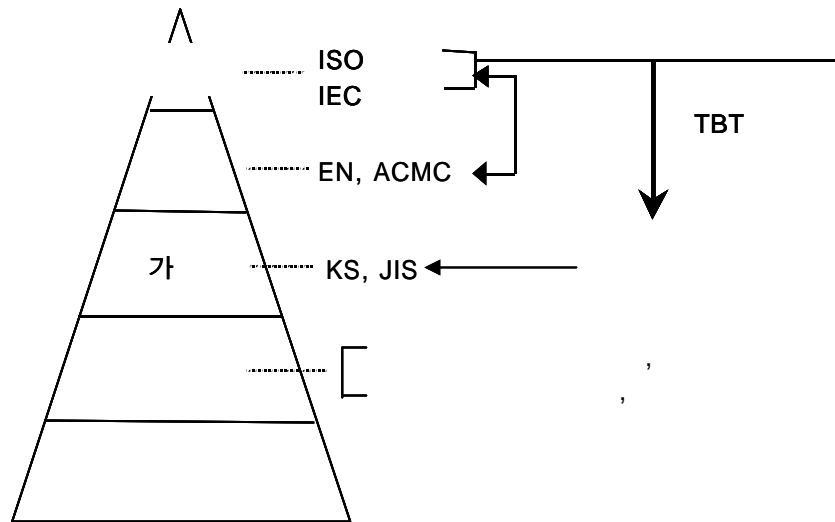 ISO
IEC
TBT
EN, ACMC
가
KS, JIS
,
,